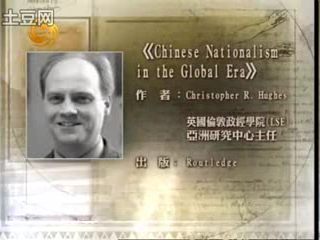 土豆网
《Chinese Nationalism
in the Global Era》
作 者：Christopher R. Hughes
英國倫敦政經學院(LSE)
亞洲研究中心主任
出 版： Routledge